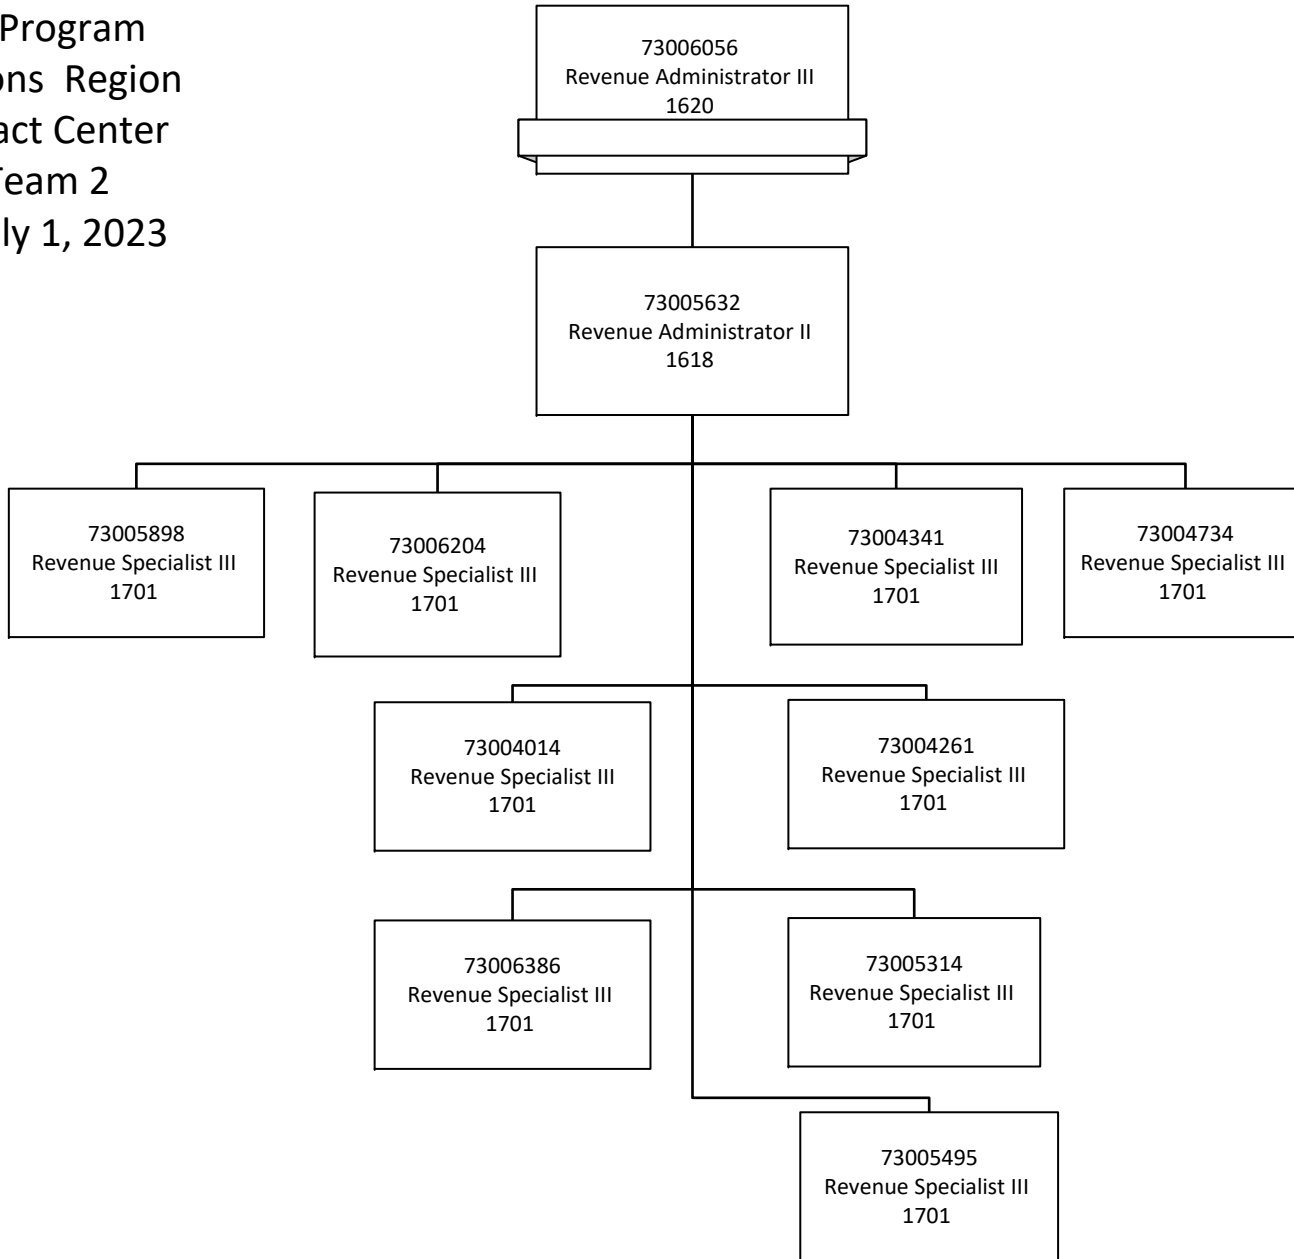 Program
Region
Center
Team 2
1, 2023
73006056
Revenue Administrator III
1620
73005632
Revenue Administrator II
1618
73005898
Revenue Specialist III
1701
73006204
Revenue Specialist III
1701
73004341
Revenue Specialist III
1701
73004734
Revenue Specialist III
1701
73004014
Revenue Specialist III
1701
73004261
Revenue Specialist III
1701
73006386
Revenue Specialist III
1701
73005314
Revenue Specialist III
1701
73005495
Revenue Specialist III
1701